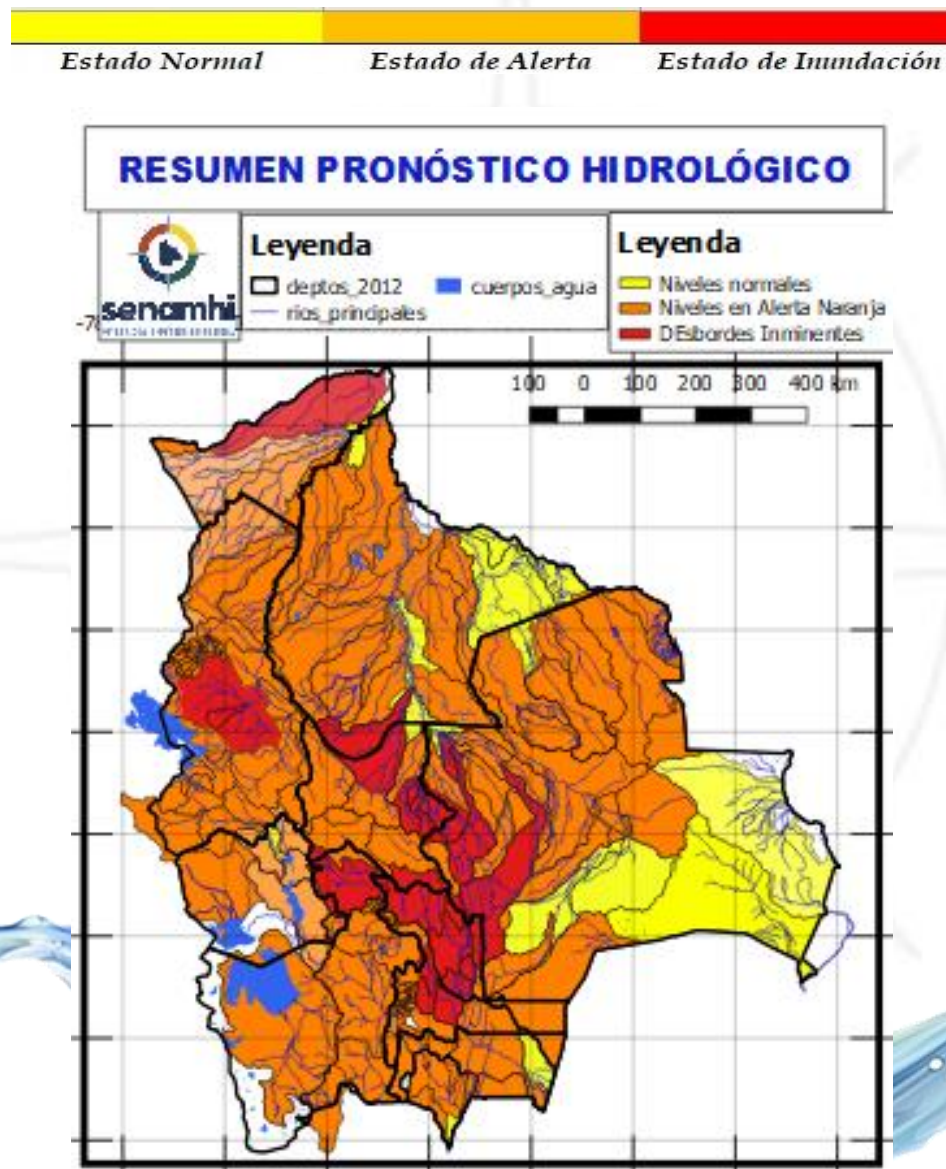 Estado Normal Estado de Alerta Estado de Inundación
RESUMEN PRONÓSTICO HIDROLÓGICO
senamhi
Leyenda
deptos_2012 cuerpos_agua
rios_principales
Leyenda
Niveles normales
Niveles en Alerta Naranja
DEsbordes Inminentes
100 0 100 200 300 400 km